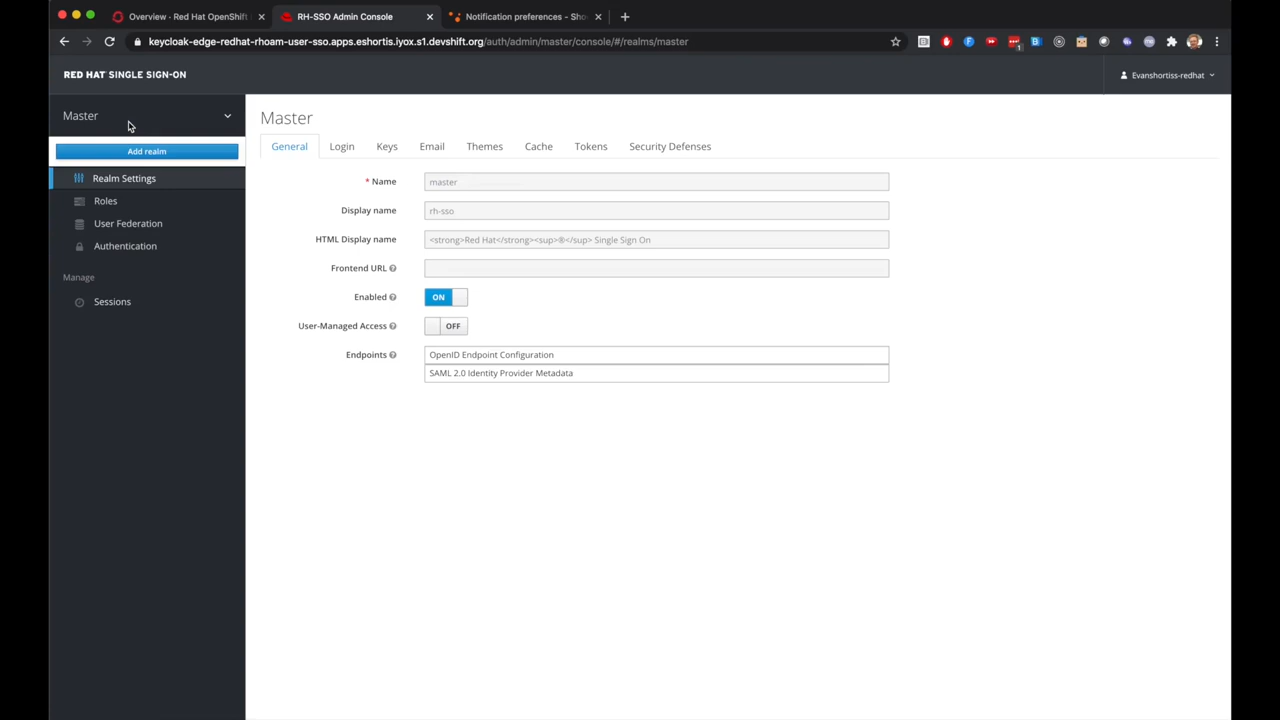 Overview · Red Hat OpenShift
RH-SSO Admin Console
Notification preferences - Sho
keycloak-edge-redhat-rhoam-user-sso.apps.eshortis.iyox.s1.devshift.org/auth/admin/master/console/#/realms/master
RED HAT SINGLE SIGN-ON
Evanshortiss-redhat
Master
Add realm
Realm Settings
Roles
User Federation
Authentication
Manage
Sessions
Master
General Login Keys Email Themes Cache Tokens Security Defenses
* Name master
Display name rh-sso
HTML Display name <strong>Red Hat</strong><sup>®</sup> Single Sign On
Frontend URL
Enabled ON
User-Managed Access OFF
Endpoints OpenID Endpoint Configuration
SAML 2.0 Identity Provider Metadata